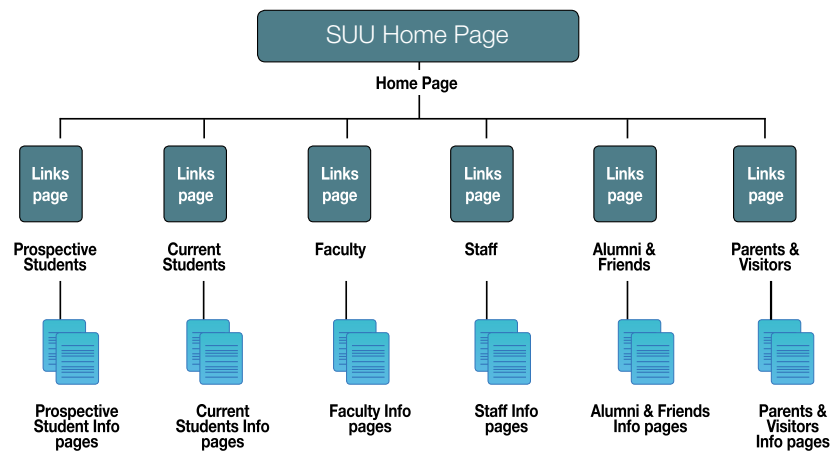 SUU Home Page
Home Page
Links
page
Links
page
Links
page
Links
page
Links
page
Links
page
Prospective
Students
Current
Students
Faculty
Staff
Alumni &
Friends
Parents &
Visitors
Prospective
Student Info
pages
Current
Students Info
pages
Faculty Info
pages
Staff Info
pages
Alumni & Friends
Info pages
Parents &
Visitors
Info pages